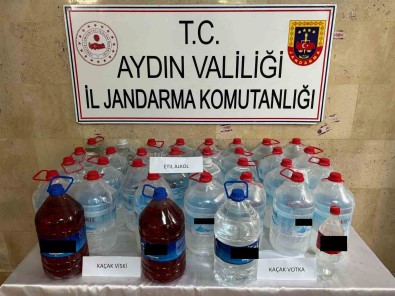 T.C.
AYDIN VALİLİĞİ
İL JANDARMA KOMUTANLIĞI
ETİL ALKOL
KAÇAK VİSKİ
KAÇAK VOTKA